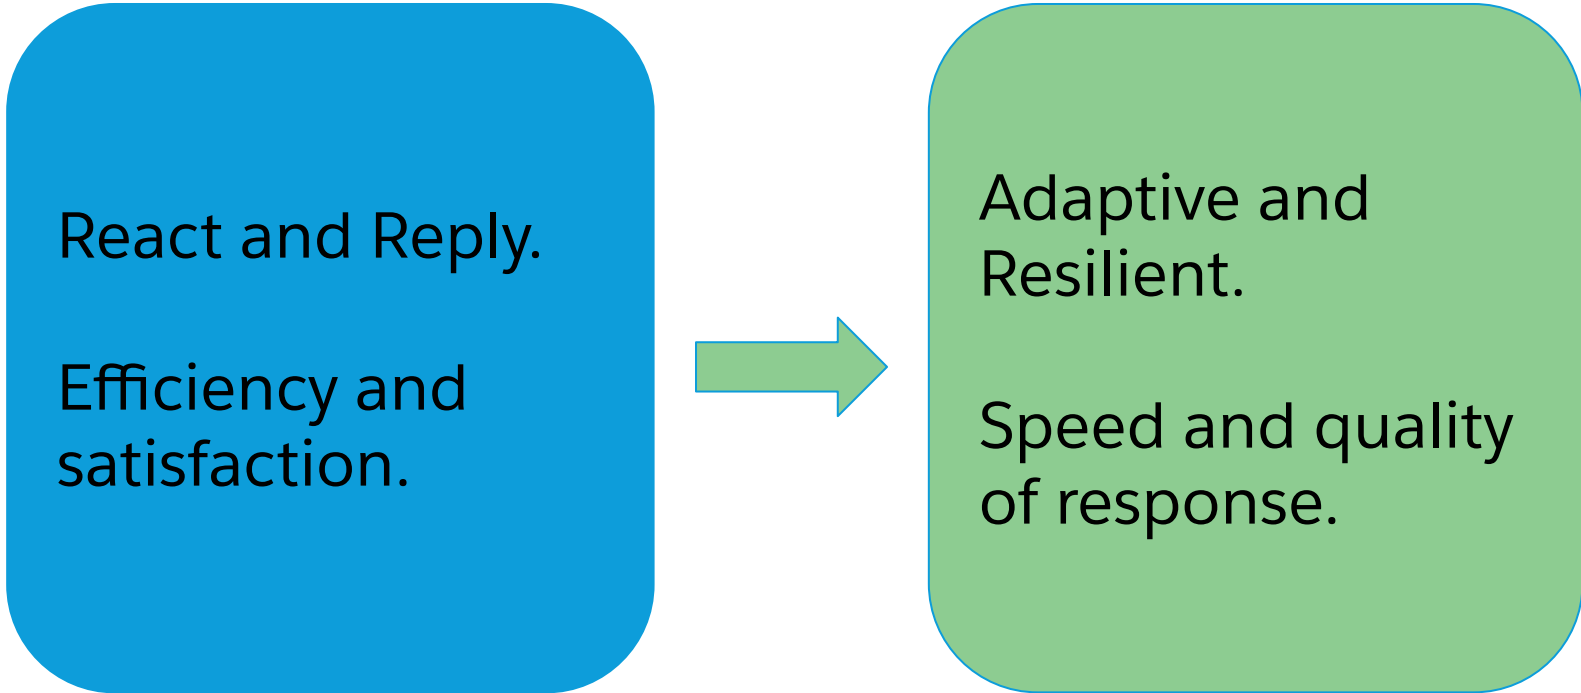 React and Reply.
Efficiency and
satisfaction.
Adaptive and
Resilient.
Speed and quality
of response.